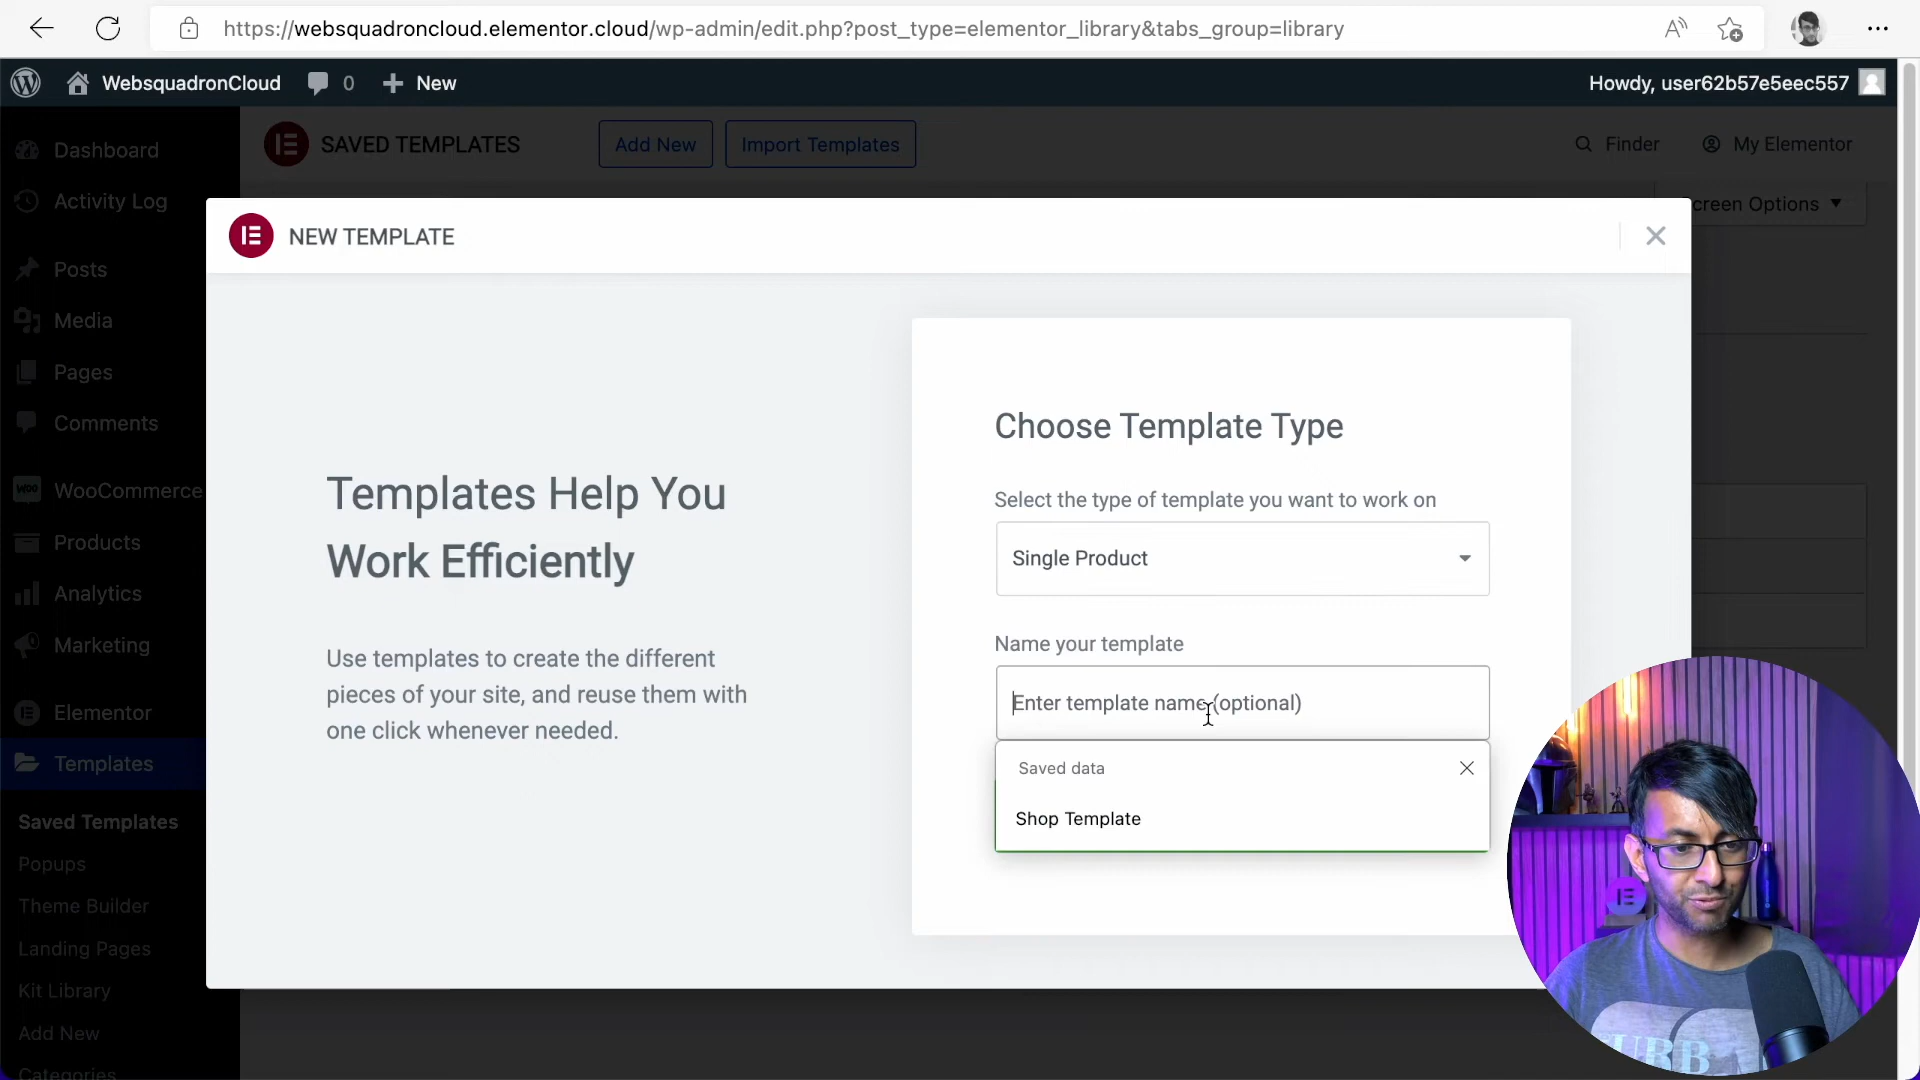 https://websquadroncloud.elementor.cloud/wp-admin/edit.php?post_type=elementor_library&tabs_group=library
WebsquadronCloud 0 New Howdy, user62b57e5eec557
SAVED TEMPLATES Add New Import Templates Finder My Elementor
creen Options
Dashboard
Activity Log
Posts
Media
Pages
Comments
WooCommerce
Products
Analytics
Marketing
Elementor
Templates
Saved Templates
Popups
Theme Builder
Landing Pages
Kit Library
Add New
Categories
NEW TEMPLATE
Templates Help You
Work Efficiently
Use templates to create the different
pieces of your site, and reuse them with
one click whenever needed.
Choose Template Type
Select the type of template you want to work on
Single Product
Name your template
Enter template name (optional)
Saved data
Shop Template